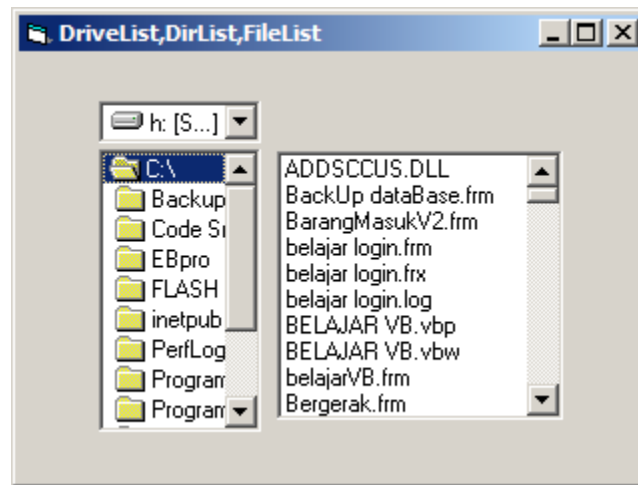 DriveList,DirList,FileList
h: [S...]
C:\
Backup
Code Sr
EBpro
FLASH
inetpub
PerfLog
Program
Program
ADDSCCUS.DLL
BackUp dataBase.frm
BarangMasukV2.frm
belajar login.frm
belajar login.frx
belajar login.log
BELAJAR VB.vbp
BELAJAR VB.vbw
belajarVB.frm
Bergerak.frm